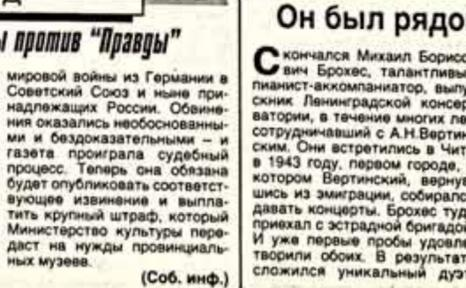 ы против "Правды"
мировой войны из Германии в
Советский Союз и ныне при-
надлежащих России. Обвине-
ния оказались необоснованны-
ми и бездоказательными – и
газета проиграла судебный
процесс. Теперь она обязана
будет опубликовать соответст-
вующее извинение и выпла-
тить крупный штраф, который
Министерство культуры пере-
даст на нужды провинциаль-
ных музеев.
(Соб. инф.)
Он был рядо
Скончался Михаил Борисо
вич Брохес, талантливы
пианист-аккомпаниатор, выпу
скник Ленинградской консер
ватории, в течение многих ле
сотрудничавший с А.Н.Вертин
ским. Они встретились в Чит
в 1943 году, первом городе,
котором Вертинский, вернув
шись из эмиграции, собиралс
давать концерты. Брохес туд
приехал с эстрадной бригадой
И уже первые пробы удовле
творили обоих. В результат
сложился уникальный дуэ